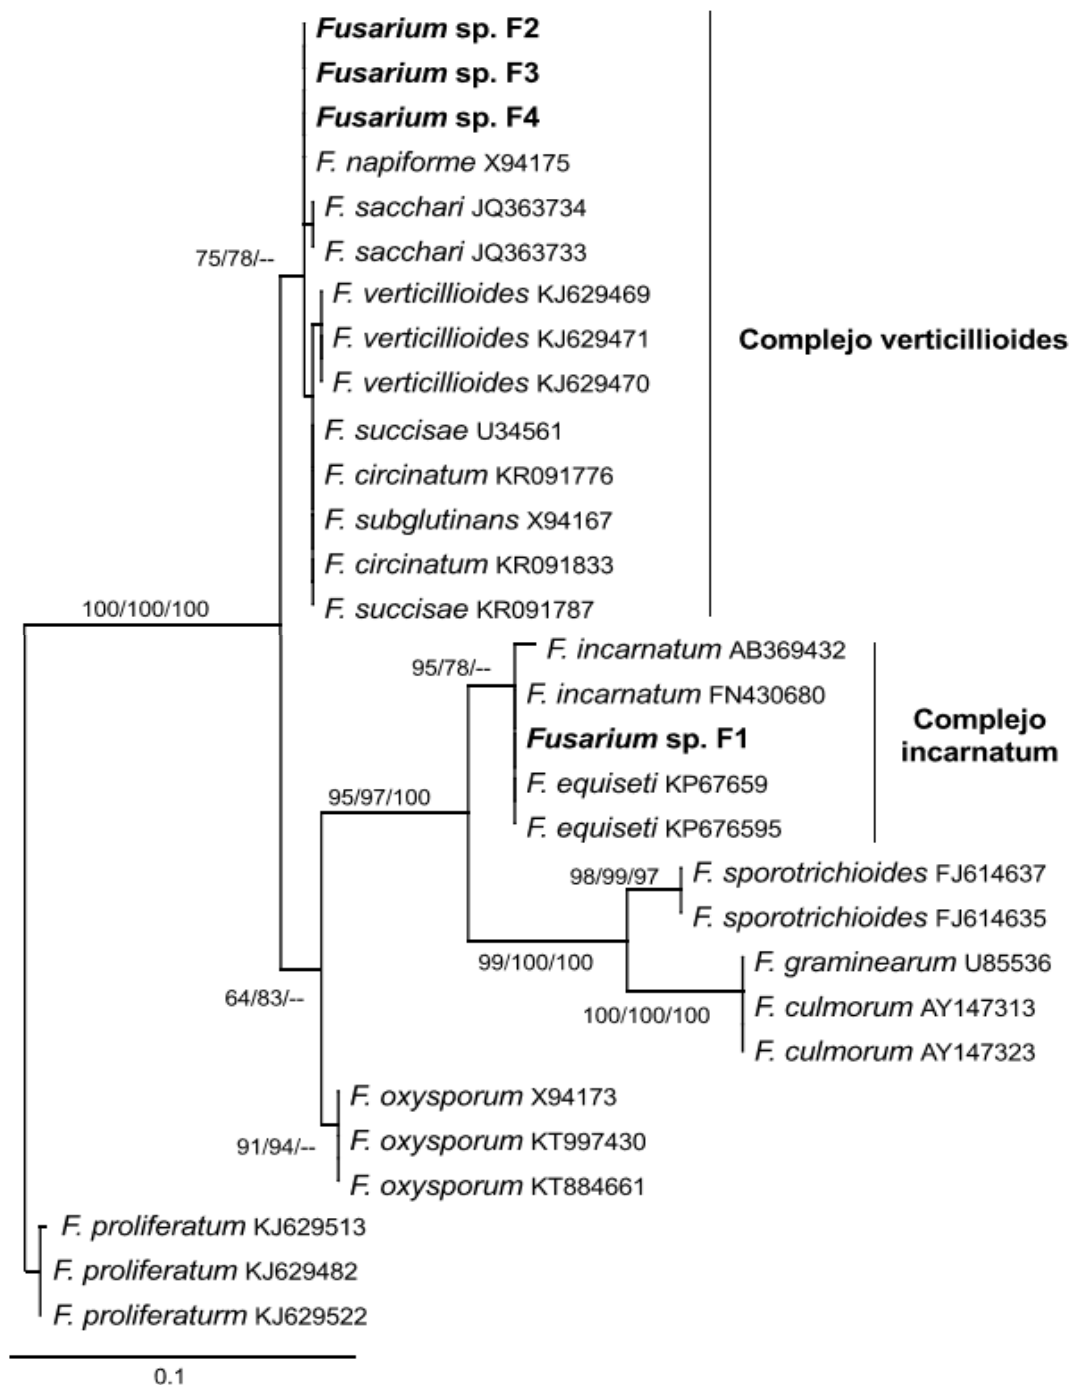 Fusarium sp. F2
Fusarium sp. F3
Fusarium sp. F4
F. napiforme X94175
F. sacchari JQ363734
F. sacchari JQ363733
75/78/--
F. verticillioides KJ629469
F. verticillioides KJ629471
Complejo verticillioides
F. verticillioides KJ629470
F. succisae U34561
F. circinatum KR091776
F. subglutinans X94167
F. circinatum KR091833
F. succisae KR091787
100/100/100
F. incarnatum AB369432
95/78/--
F. incarnatum FN430680
Complejo
incarnatum
Fusarium sp. F1
F. equiseti KP67659
95/97/100
F. equiseti KP676595
F. sporotrichioides FJ614637
98/99/97
F. sporotrichioides FJ614635
F. graminearum U85536
99/100/100
64/83/--
F. culmorum AY147313
100/100/100
F. culmorum AY147323
F. oxysporum X94173
F. oxysporum KT997430
91/94/--
F. oxysporum KT884661
F. proliferatum KJ629513
F. proliferatum KJ629482
F. proliferaturm KJ629522
0.1